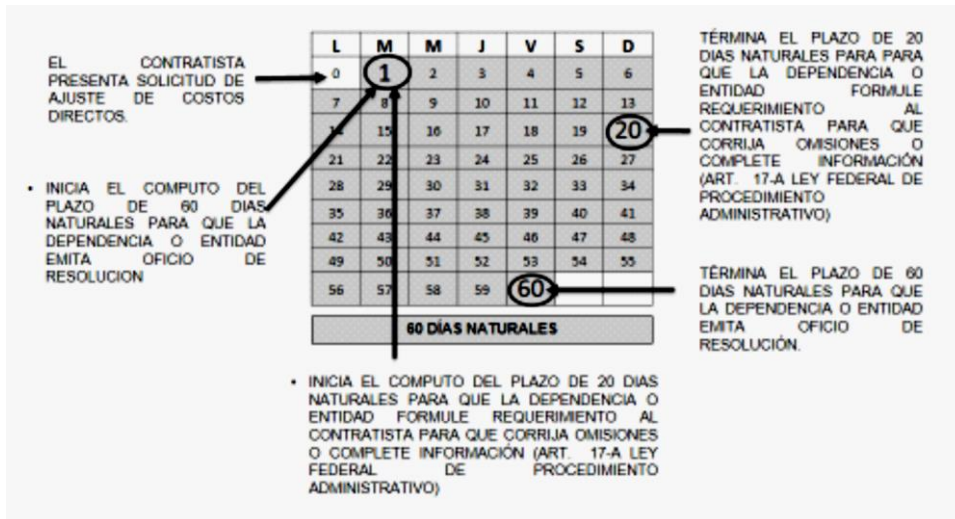 EL CONTRATISTA
PRESENTA SOLICITUD DE
AJUSTE DE COSTOS
DIRECTOS.
• INICIA EL COMPUTO DEL
PLAZO DE 60 DIAS
NATURALES PARA QUE LA
DEPENDENCIA O ENTIDAD
EMITA OFICIO DE
RESOLUCION
L M M J V S D
0 1 2 3 4 5 6
7 8 9 10 11 12 13
14 15 16 17 18 19 20
21 22 23 24 25 26 27
28 29 30 31 32 33 34
35 36 37 38 39 40 41
42 43 44 45 46 47 48
49 50 51 52 53 54 55
56 57 58 59 60
60 DÍAS NATURALES
• INICIA EL COMPUTO DEL PLAZO DE 20 DIAS
NATURALES PARA QUE LA DEPENDENCIA O
ENTIDAD FORMULE REQUERIMIENTO AL
CONTRATISTA PARA QUE CORRIJA OMISIONES
O COMPLETE INFORMACIÓN (ART. 17-A LEY
FEDERAL DE PROCEDIMIENTO
ADMINISTRATIVO)
TÉRMINA EL PLAZO DE 20
DIAS NATURALES PARA PARA
QUE LA DEPENDENCIA O
ENTIDAD FORMULE
REQUERIMIENTO AL
CONTRATISTA PARA QUE
CORRIJA OMISIONES O
COMPLETE INFORMACIÓN
(ART. 17-A LEY FEDERAL DE
PROCEDIMIENTO
ADMINISTRATIVO)
TÉRMINA EL PLAZO DE 60
DIAS NATURALES PARA QUE
LA DEPENDENCIA O ENTIDAD
EMITA OFICIO DE
RESOLUCIÓN.